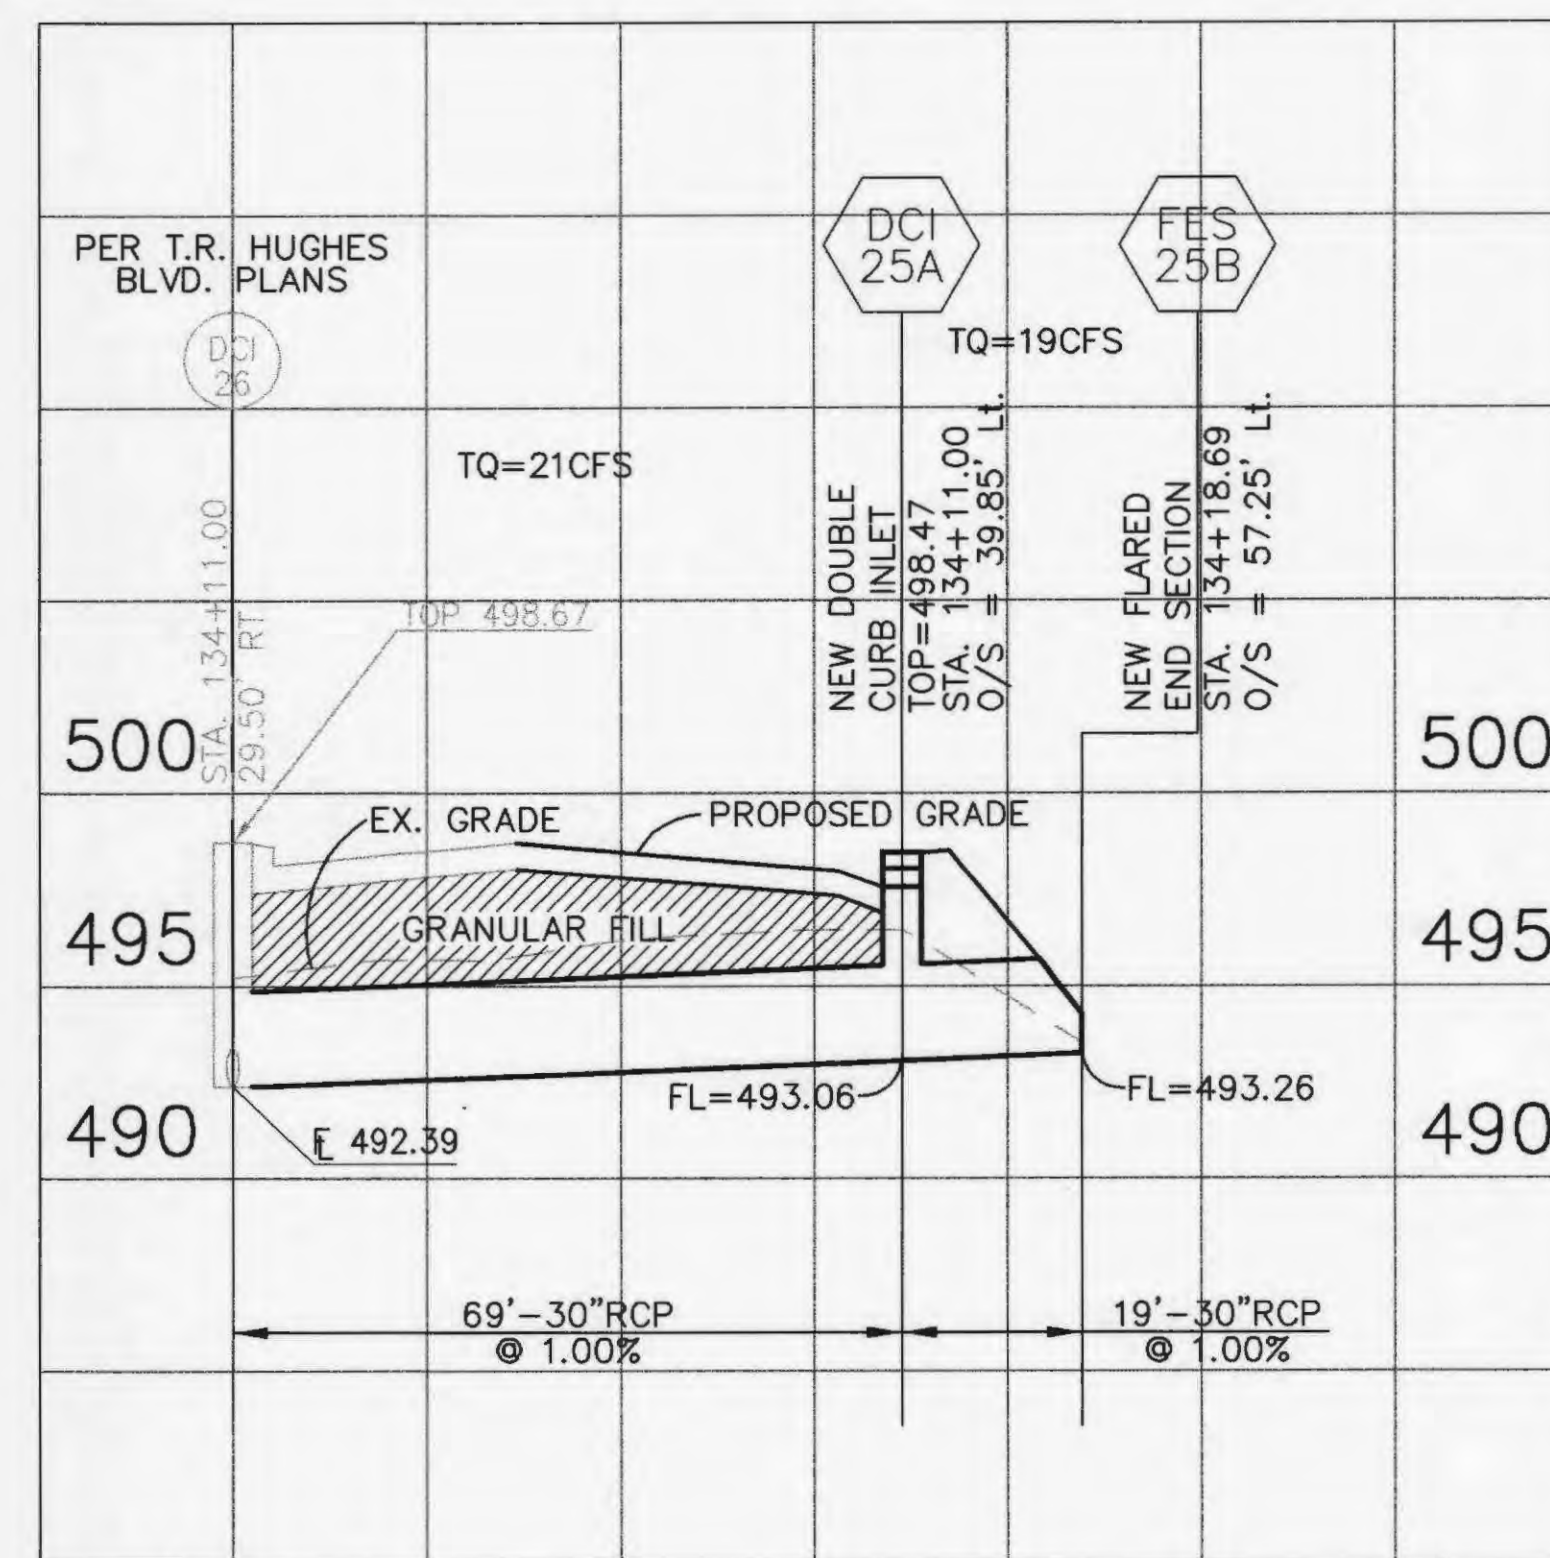 PER T.R. HUGHES
BLVD. PLANS
DCI
26
DCI
25A
FES
25B
TQ=19CFS
TQ=21CFS
STA. 134+11.00
29.50' RT
TOP 498.67
NEW DOUBLE
CURB INLET
TOP=498.47
STA. 134+11.00
O/S = 39.85' Lt.
NEW FLARED
END SECTION
STA. 134+18.69
O/S = 57.25' Lt.
500
500
EX. GRADE
PROPOSED GRADE
495
GRANULAR FILL
495
FL=493.06
FL=493.26
490
FL 492.39
490
69'-30"RCP
@ 1.00%
19'-30"RCP
@ 1.00%